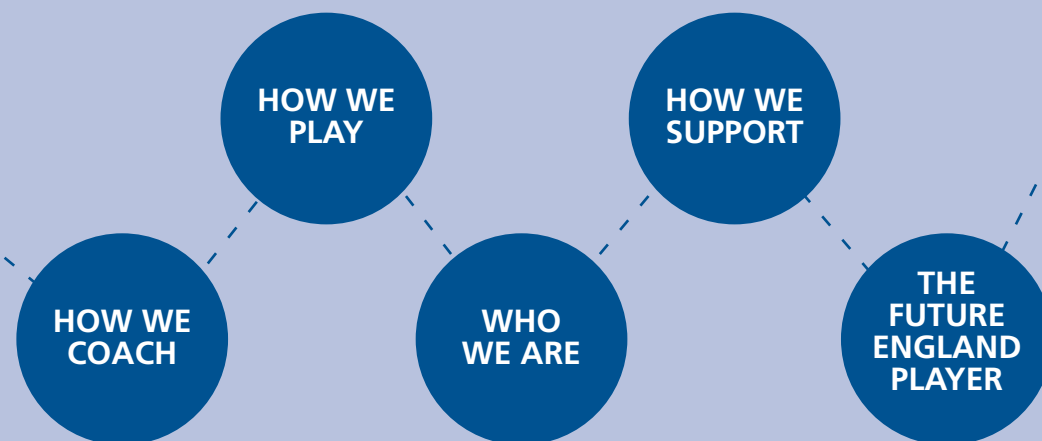 HOW WE
PLAY
HOW WE
SUPPORT
HOW WE
COACH
WHO
WE ARE
THE
FUTURE
ENGLAND
PLAYER